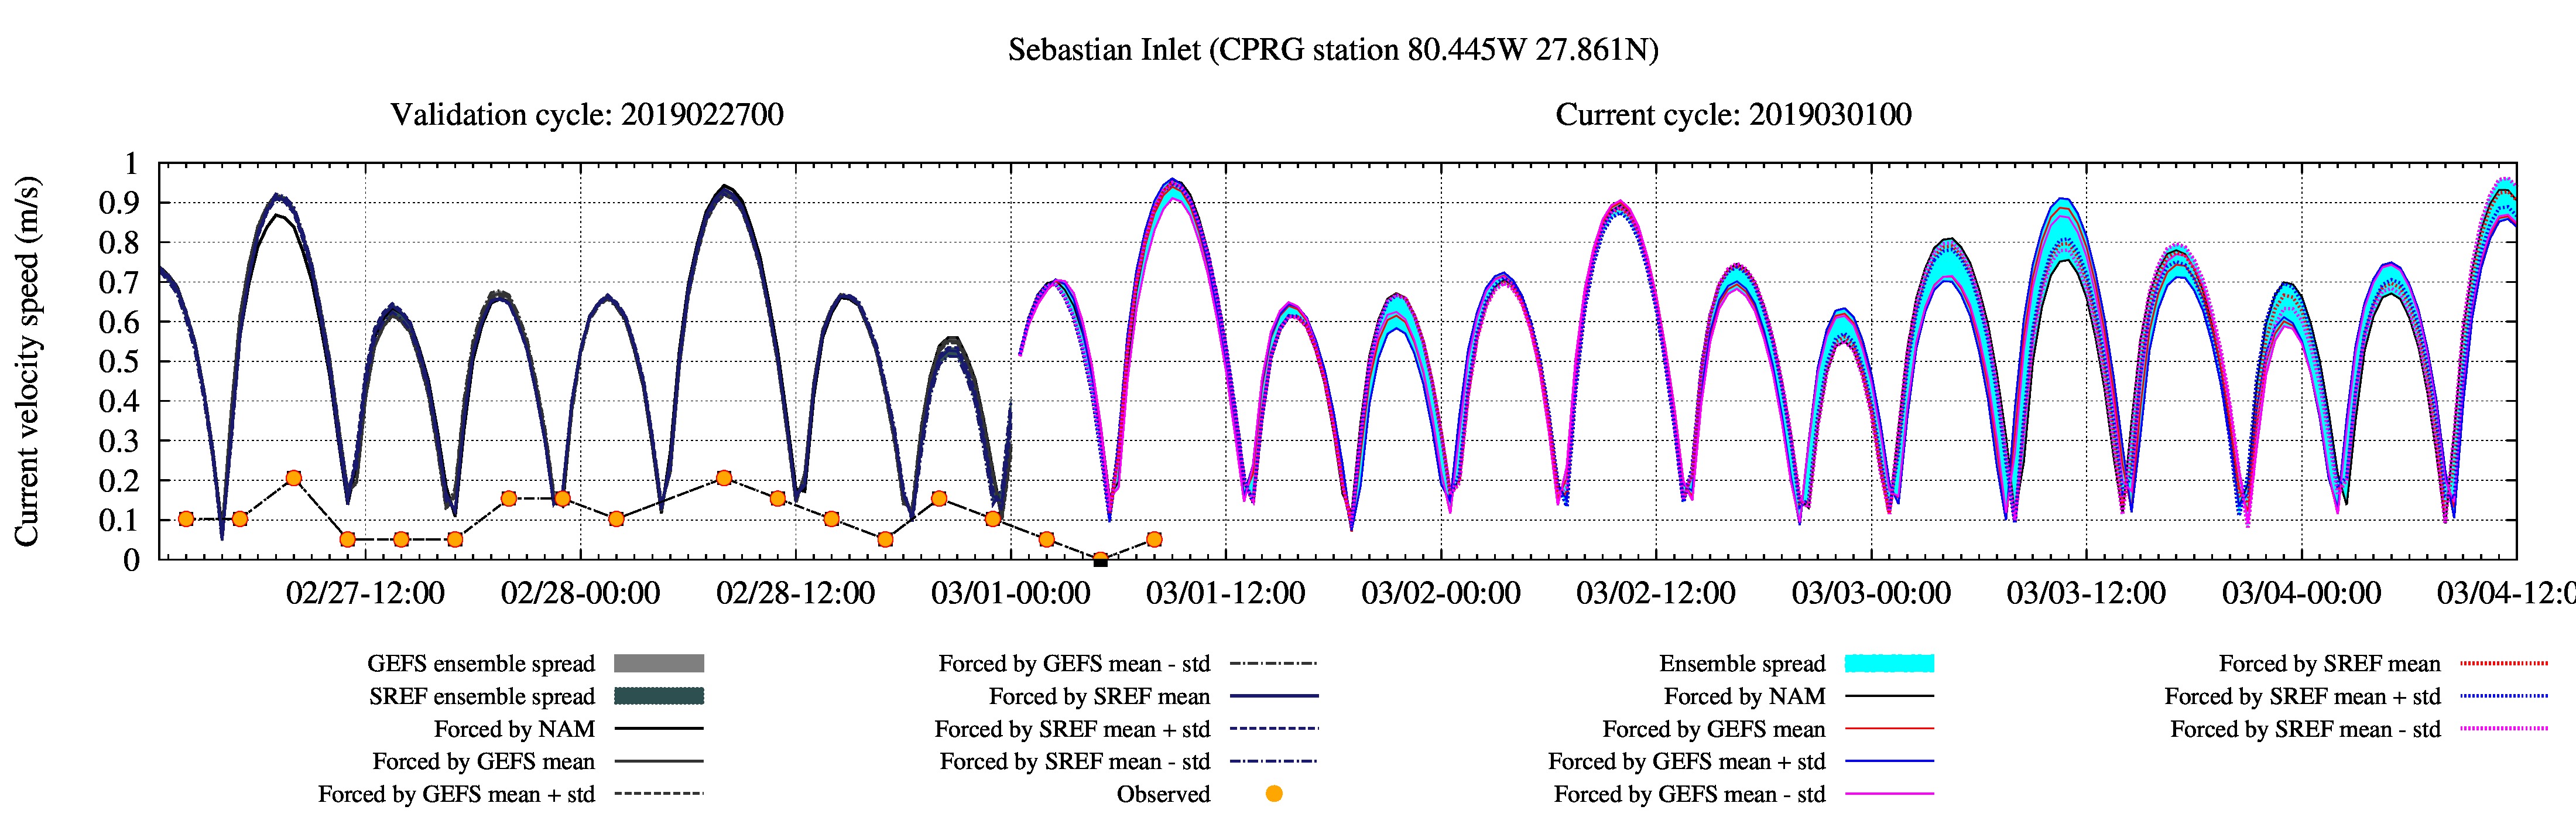 Sebastian Inlet (CPRG station 80.445W 27.861N)
Validation cycle: 2019022700
Current cycle: 2019030100
Current velocity speed (m/s)
1
0.9
0.8
0.7
0.6
0.5
0.4
0.3
0.2
0.1
0
02/27-12:00
02/28-00:00
02/28-12:00
03/01-00:00
03/01-12:00
03/02-00:00
03/02-12:00
03/03-00:00
03/03-12:00
03/04-00:00
03/04-12:0
GEFS ensemble spread
SREF ensemble spread
Forced by NAM
Forced by GEFS mean
Forced by GEFS mean + std
Forced by GEFS mean - std
Forced by SREF mean
Forced by SREF mean + std
Forced by SREF mean - std
Observed
Ensemble spread
Forced by NAM
Forced by GEFS mean
Forced by GEFS mean + std
Forced by GEFS mean - std
Forced by SREF mean
Forced by SREF mean + std
Forced by SREF mean - std